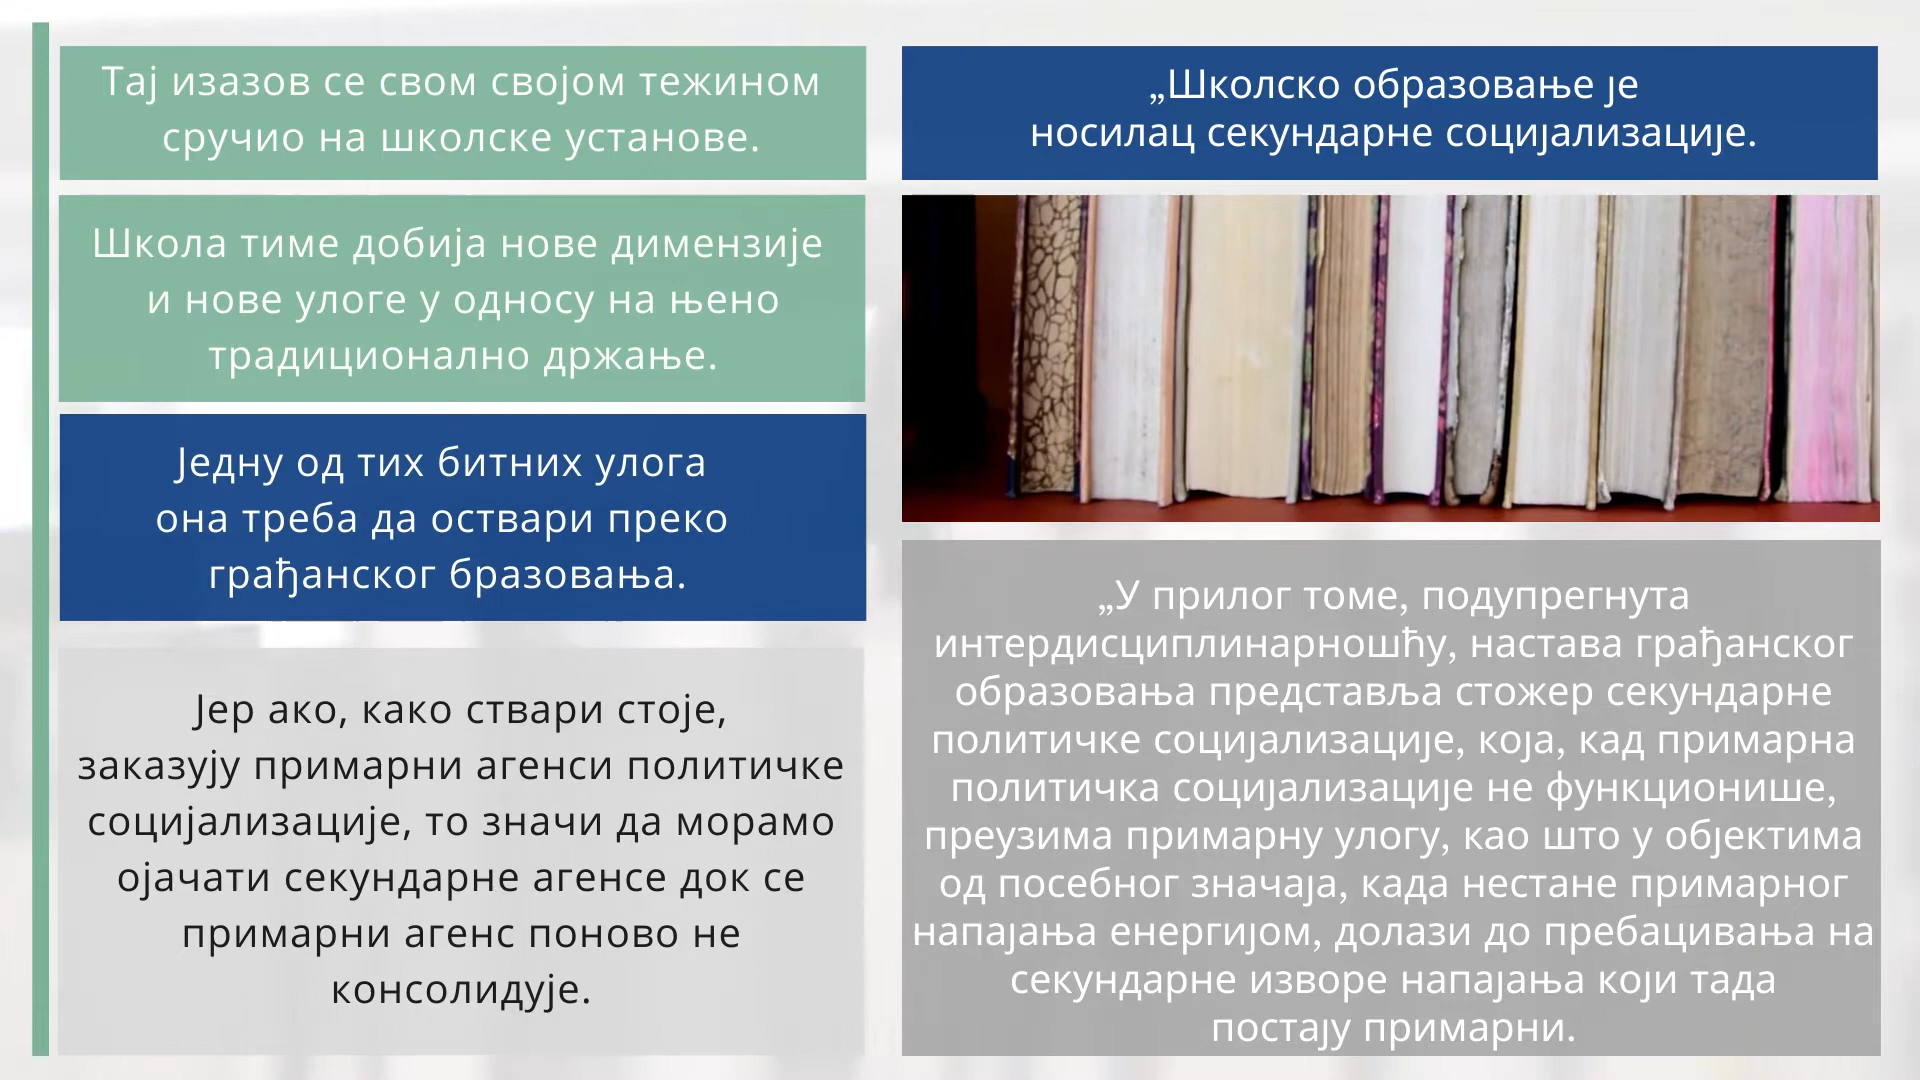 Тај изазов се свом својом тежином
сручио на школске установе.
Школа тиме добија нове димензије
и нове улоге у односу на њено
традиционално држање.
Једну од тих битних улога
она треба да оствари преко
грађанског бразовања.
Јер ако, како ствари стоје,
заказују примарни агенси политичке
социјализације, то значи да морамо
ојачати секундарне агенсе док се
примарни агенс поново не
консолидује.
„Школско образовање је
носилац секундарне социјализације.
„У прилог томе, подупрегнута
интердисциплинарношћу, настава грађанског
образовања представља стожер секундарне
политичке социјализације, која, кад примарна
политичка социјализације не функционише,
преузима примарну улогу, као што у објектима
од посебног значаја, када нестане примарног
напајања енергијом, долази до пребацивања на
секундарне изворе напајања који тада
постају примарни.